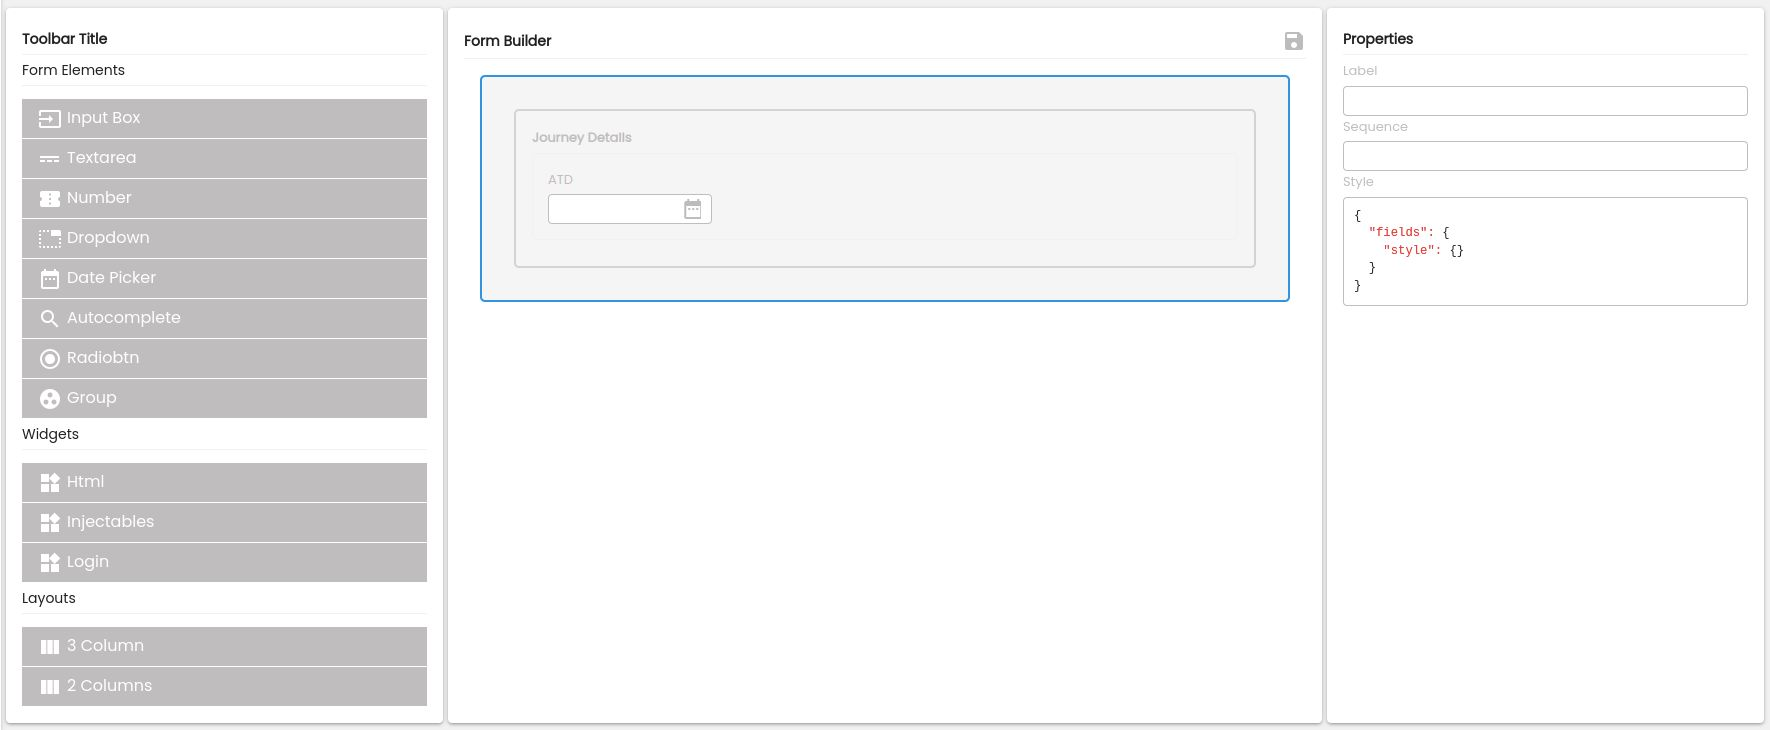 Toolbar Title
Form Elements
Input Box
Textarea
Number
Dropdown
Date Picker
Autocomplete
Radiobtn
Group
Widgets
Html
Injectables
Login
Layouts
3 Column
2 Columns
Form Builder
Journey Details
ATD
Properties
Label
Sequence
Style
{
  "fields": {
    "style": {}
  }
}